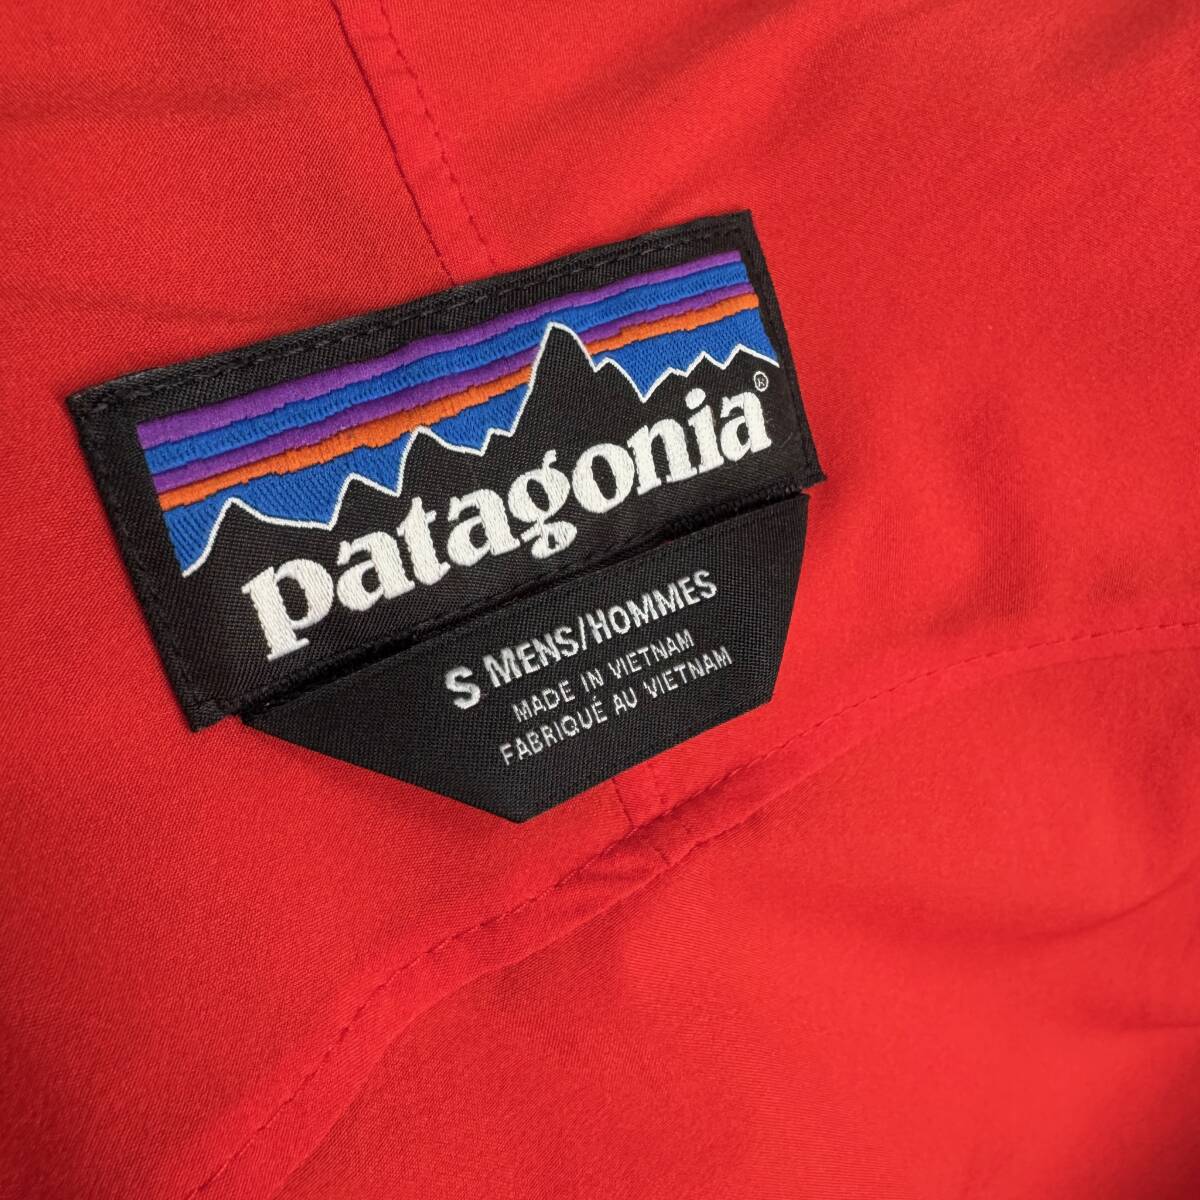 patagonia®
S MENS/HOMMES
MADE IN VIETNAM
FABRIQUÉ AU VIETNAM